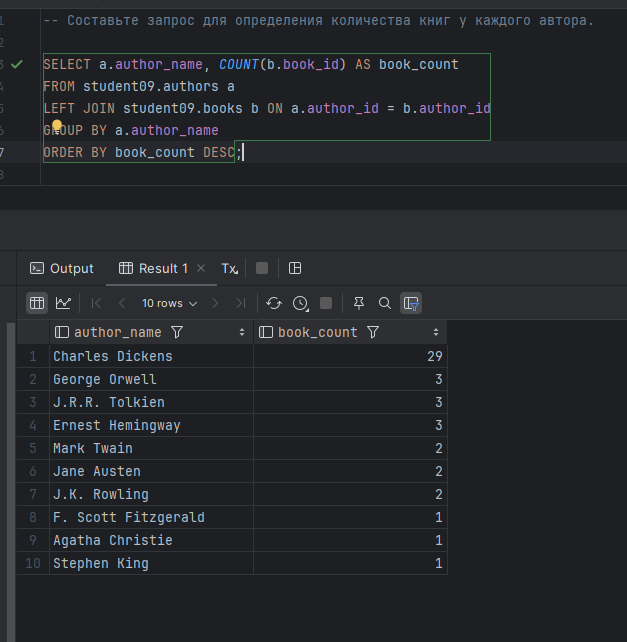 1 -- Составьте запрос для определения количества книг у каждого автора.
2
3 SELECT a.author_name, COUNT(b.book_id) AS book_count
4 FROM student09.authors a
5 LEFT JOIN student09.books b ON a.author_id = b.author_id
6 GROUP BY a.author_name
7 ORDER BY book_count DESC;
8
Output Result 1 × Tx
10 rows
author_name book_count
1 Charles Dickens 29
2 George Orwell 3
3 J.R.R. Tolkien 3
4 Ernest Hemingway 3
5 Mark Twain 2
6 Jane Austen 2
7 J.K. Rowling 2
8 F. Scott Fitzgerald 1
9 Agatha Christie 1
10 Stephen King 1